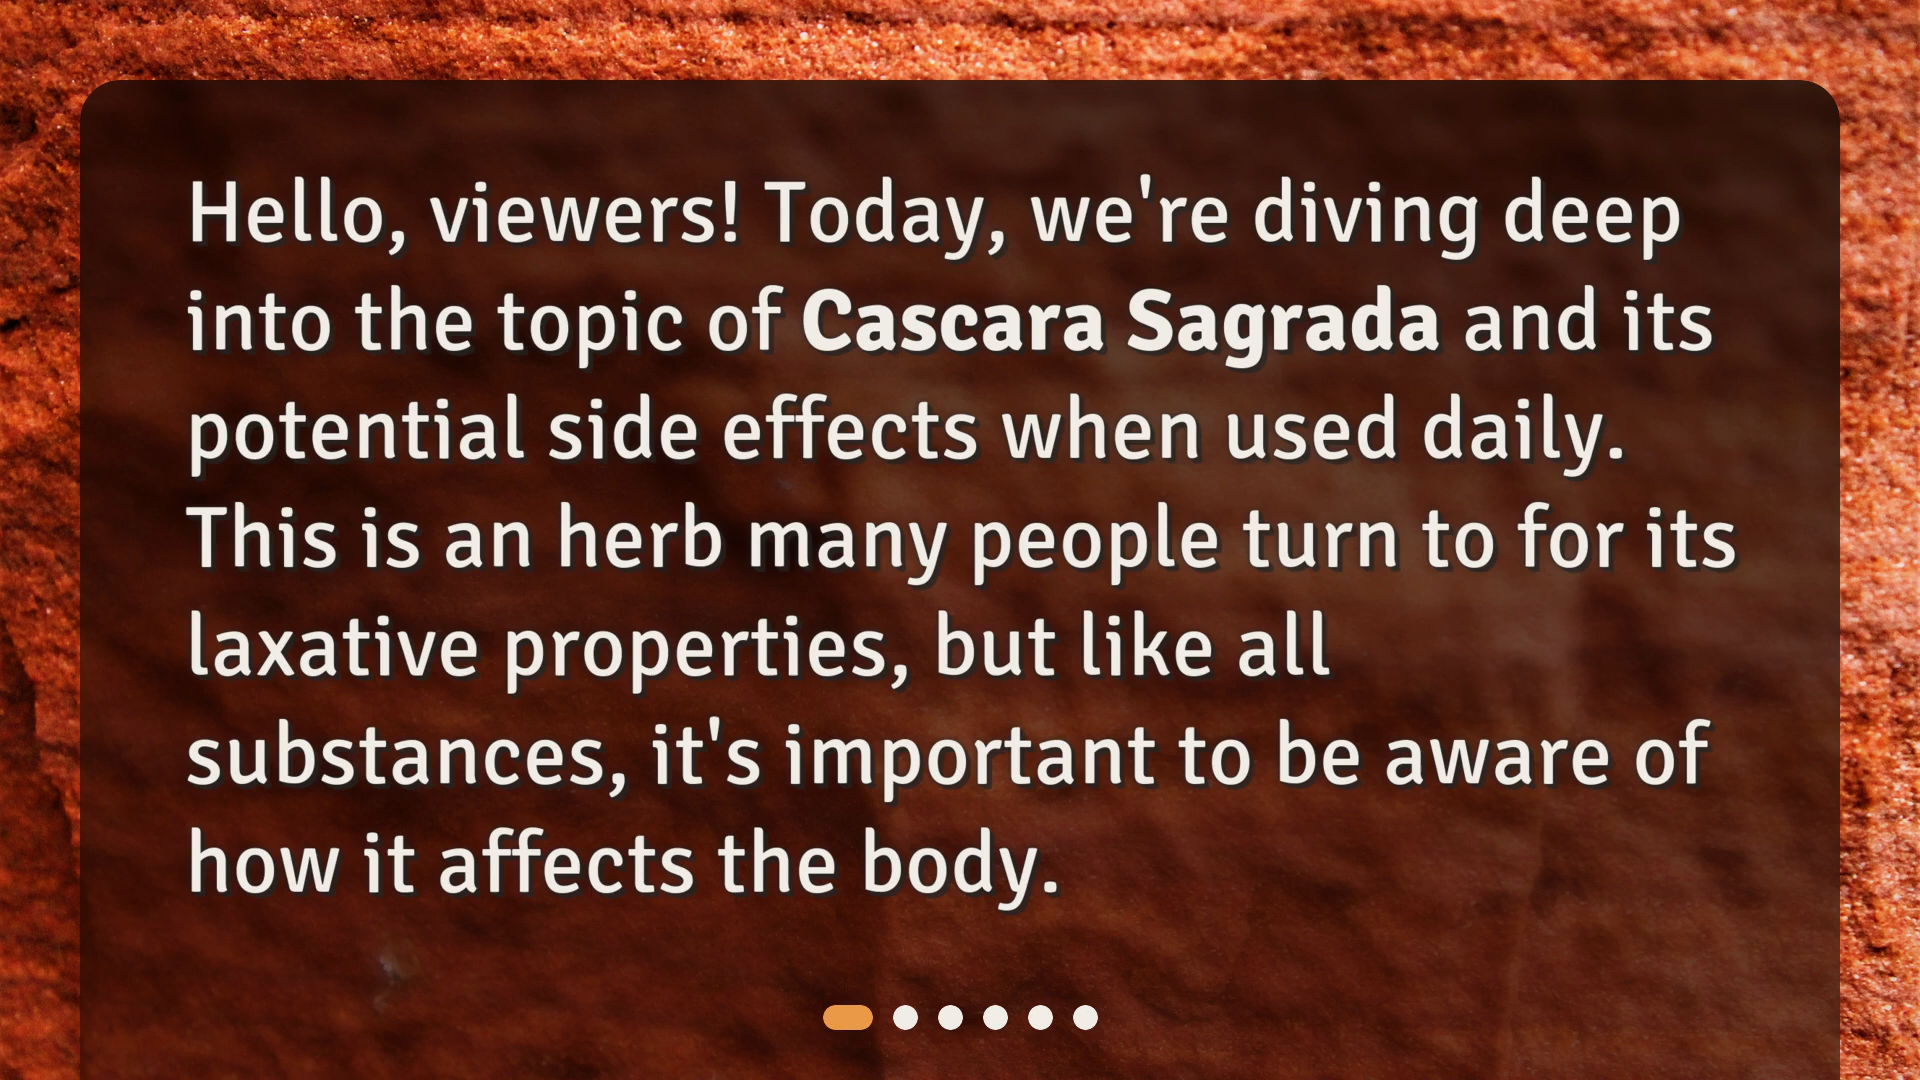 Hello, viewers! Today, we're diving deep
into the topic of Cascara Sagrada and its
potential side effects when used daily.
This is an herb many people turn to for its
laxative properties, but like all
substances, it's important to be aware of
how it affects the body.